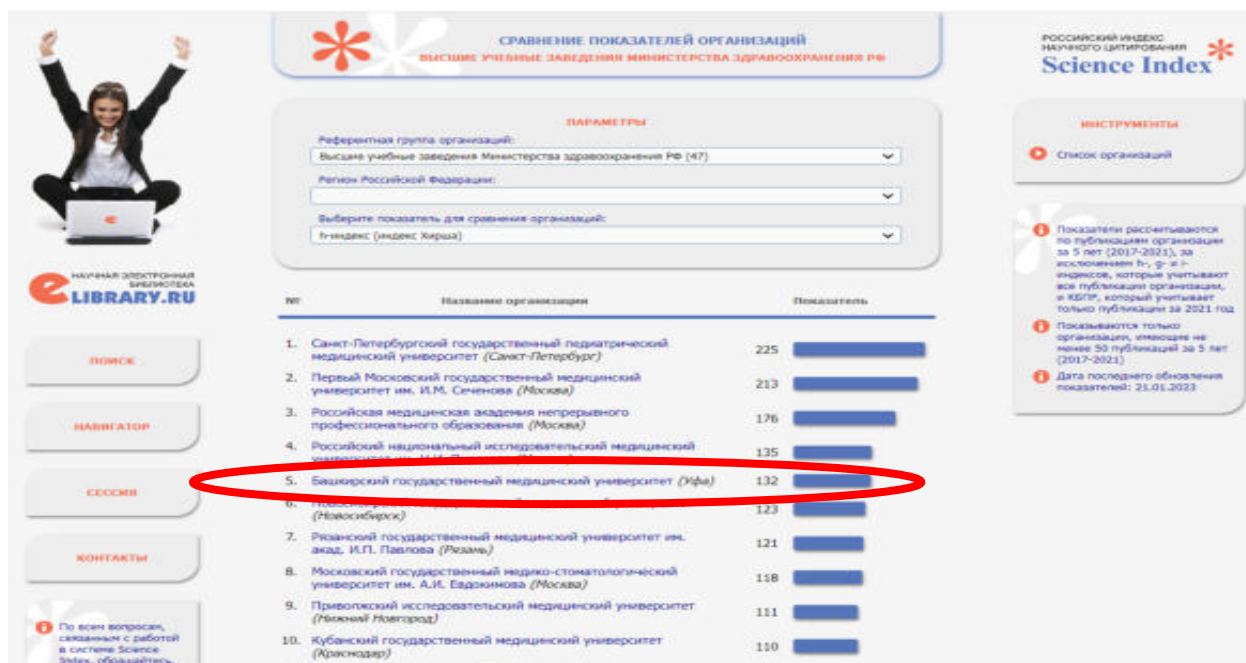 СРАВНЕНИЕ ПОКАЗАТЕЛЕЙ ОРГАНИЗАЦИЙ
ВЫСШИЕ УЧЕБНЫЕ ЗАВЕДЕНИЯ МИНИСТЕРСТВА ЗДРАВООХРАНЕНИЯ РФ
ПАРАМЕТРЫ
Референтная группа организаций:
Высшие учебные заведения Министерства здравоохранения РФ (47)
Регион Российской Федерации:
Выберите показатель для сравнения организаций:
h-индекс (индекс Хирша)
№ Название организации Показатель
1. Санкт-Петербургский государственный педиатрический
медицинский университет (Санкт-Петербург) 225
2. Первый Московский государственный медицинский
университет им. И.М. Сеченова (Москва) 213
3. Российская медицинская академия непрерывного
профессионального образования (Москва) 176
4. Российский национальный исследовательский медицинский
135
5. Башкирский государственный медицинский университет (Уфа) 132
6.
(Новосибирск) 123
7. Рязанский государственный медицинский университет им.
акад. И.П. Павлова (Рязань) 121
8. Московский государственный медико-стоматологический
университет им. А.И. Евдокимова (Москва) 118
9. Приволжский исследовательский медицинский университет
(Нижний Новгород) 111
10. Кубанский государственный медицинский университет
(Краснодар) 110
НАУЧНАЯ ЭЛЕКТРОННАЯ
БИБЛИОТЕКА
eLIBRARY.RU
ПОИСК
НАВИГАТОР
СЕССИЯ
КОНТАКТЫ
По всем вопросам,
связанным с работой
в системе Science
Index, обращайтесь
РОССИЙСКИЙ ИНДЕКС
НАУЧНОГО ЦИТИРОВАНИЯ
Science Index
ИНСТРУМЕНТЫ
Список организаций
Показатели рассчитываются
по публикациям организации
за 5 лет (2017-2021), за
исключением h-, g- и i-
индексов, которые учитывают
все публикации организации,
и КБПР, который учитывает
только публикации за 2021 год
Показываются только
организации, имеющие не
менее 50 публикаций за 5 лет
(2017-2021)
Дата последнего обновления
показателей: 21.01.2023